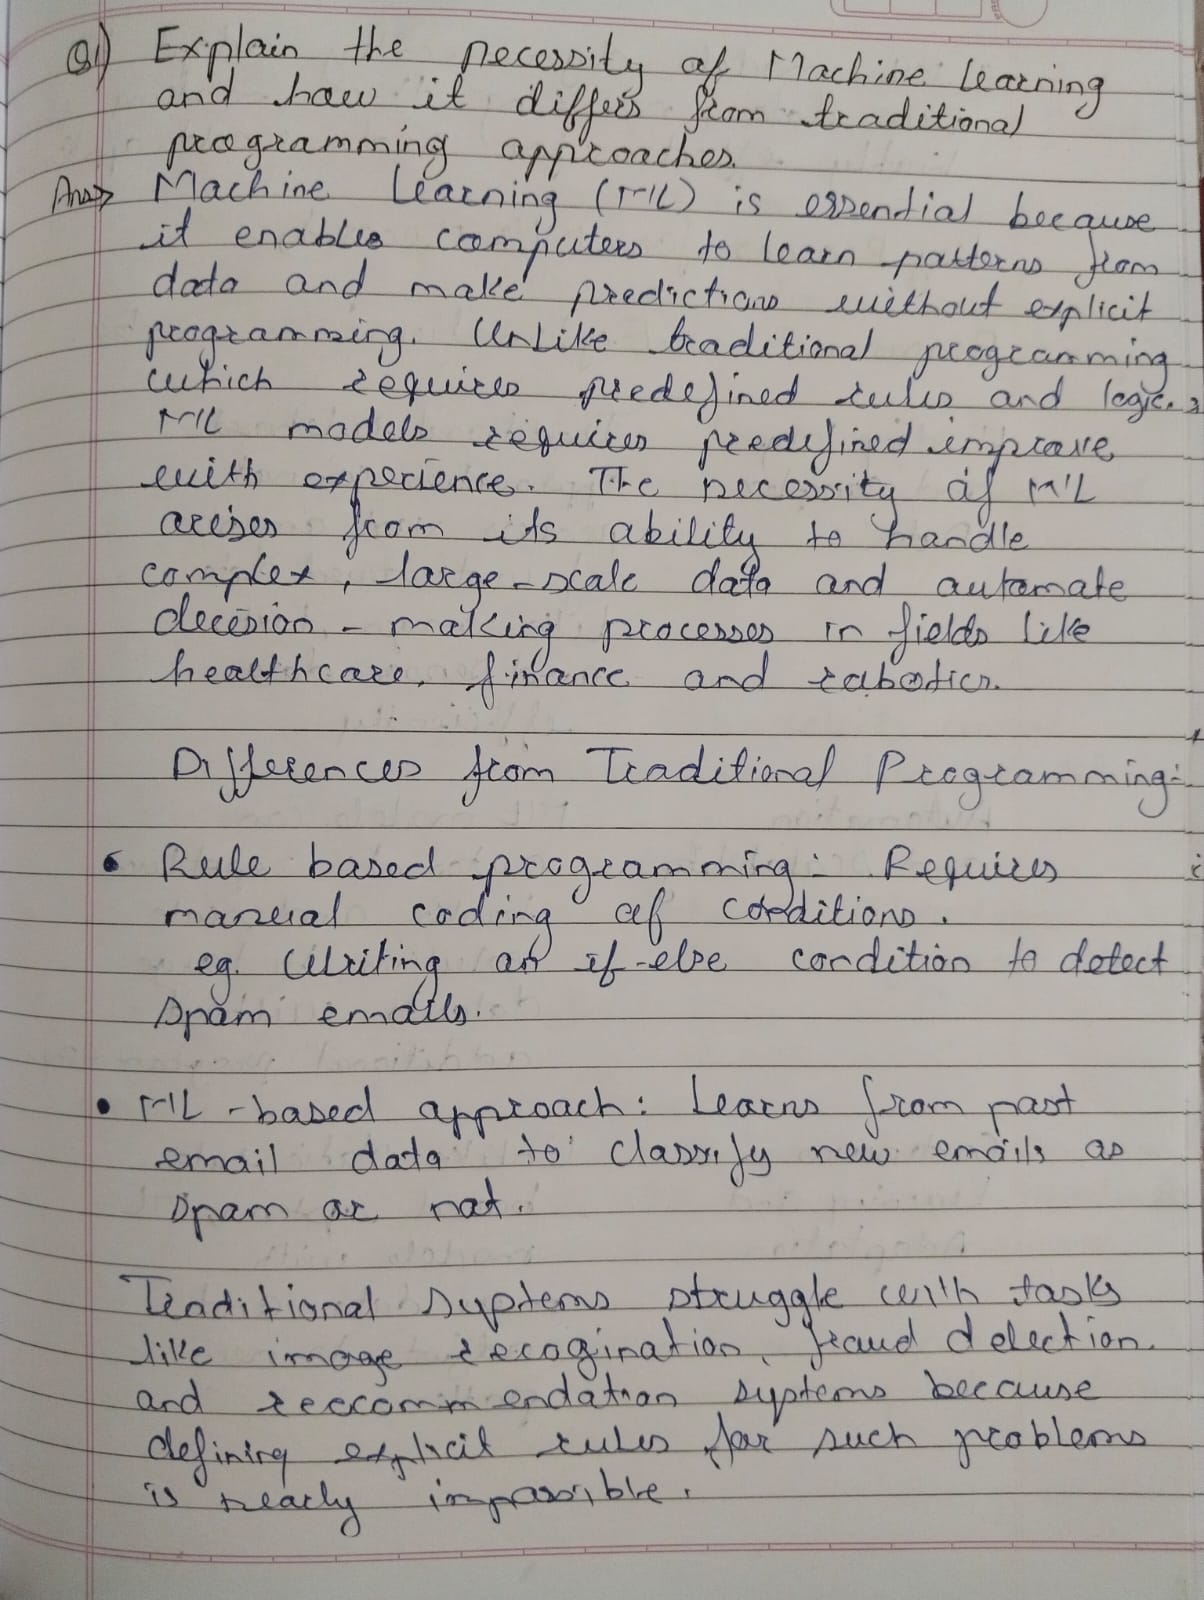 Q1) Explain the necessity of Machine learning
and how it differs from traditional
programming approaches.
Ans> Machine Learning (ML) is essential because
it enables computers to learn patterns from
data and make predictions without explicit
programming. Unlike traditional programming
which requires predefined rules and logic,
ML models requires predefined improve
with experience. The necessity of ML
arises from its ability to handle
complex, large-scale data and automate
decision-making processes in fields like
healthcare, finance and robotics.
Differences from Traditional Programming:-
• Rule based programming: Requires
manual coding of conditions.
eg. Writing an if-else condition to detect
spam emails.
• ML-based approach: Learns from past
email data to classify new emails as
spam or not.
Traditional systems struggle with tasks
like image recogination, fraud detection
and reccommendation systems because
defining explicit rules for such problems
is nearly impossible.